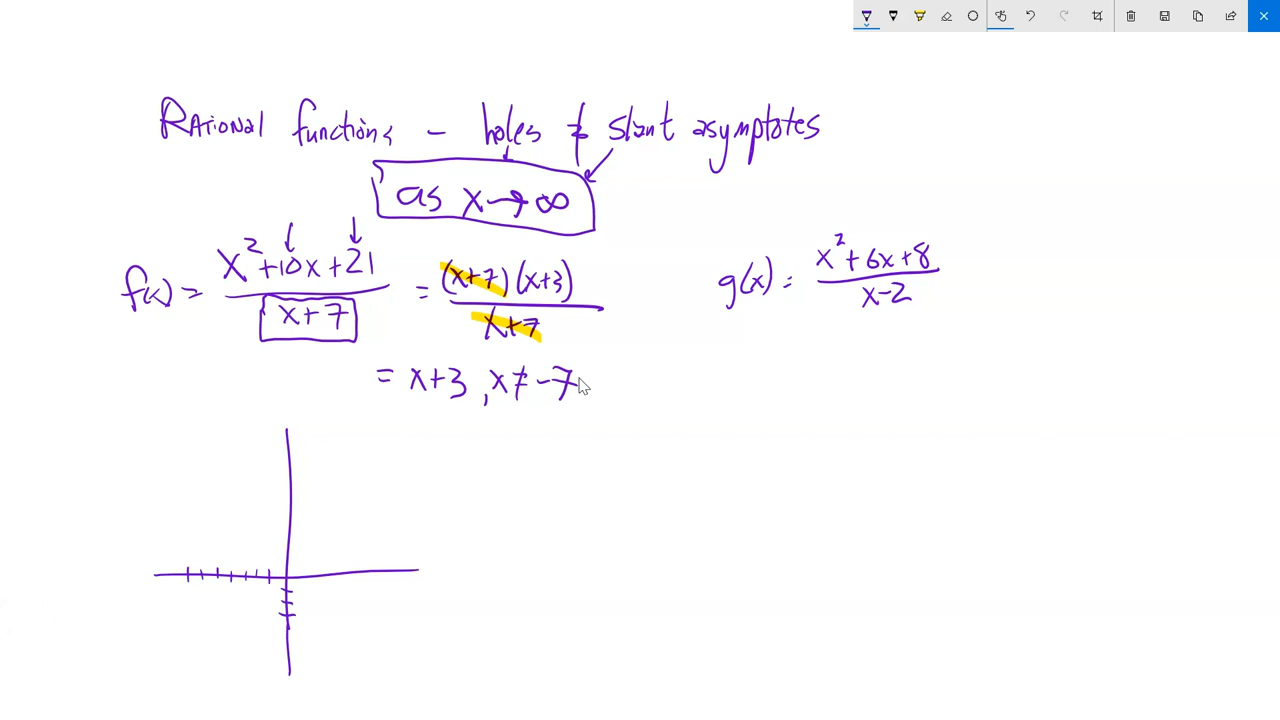 Rational functions - holes & slant asymptotes
as x→∞
f(x) = (x²+10x+21)/(x+7) = ((x+7)(x+3))/(x+7)
= x+3, x≠-7
g(x) = (x²+6x+8)/(x-2)